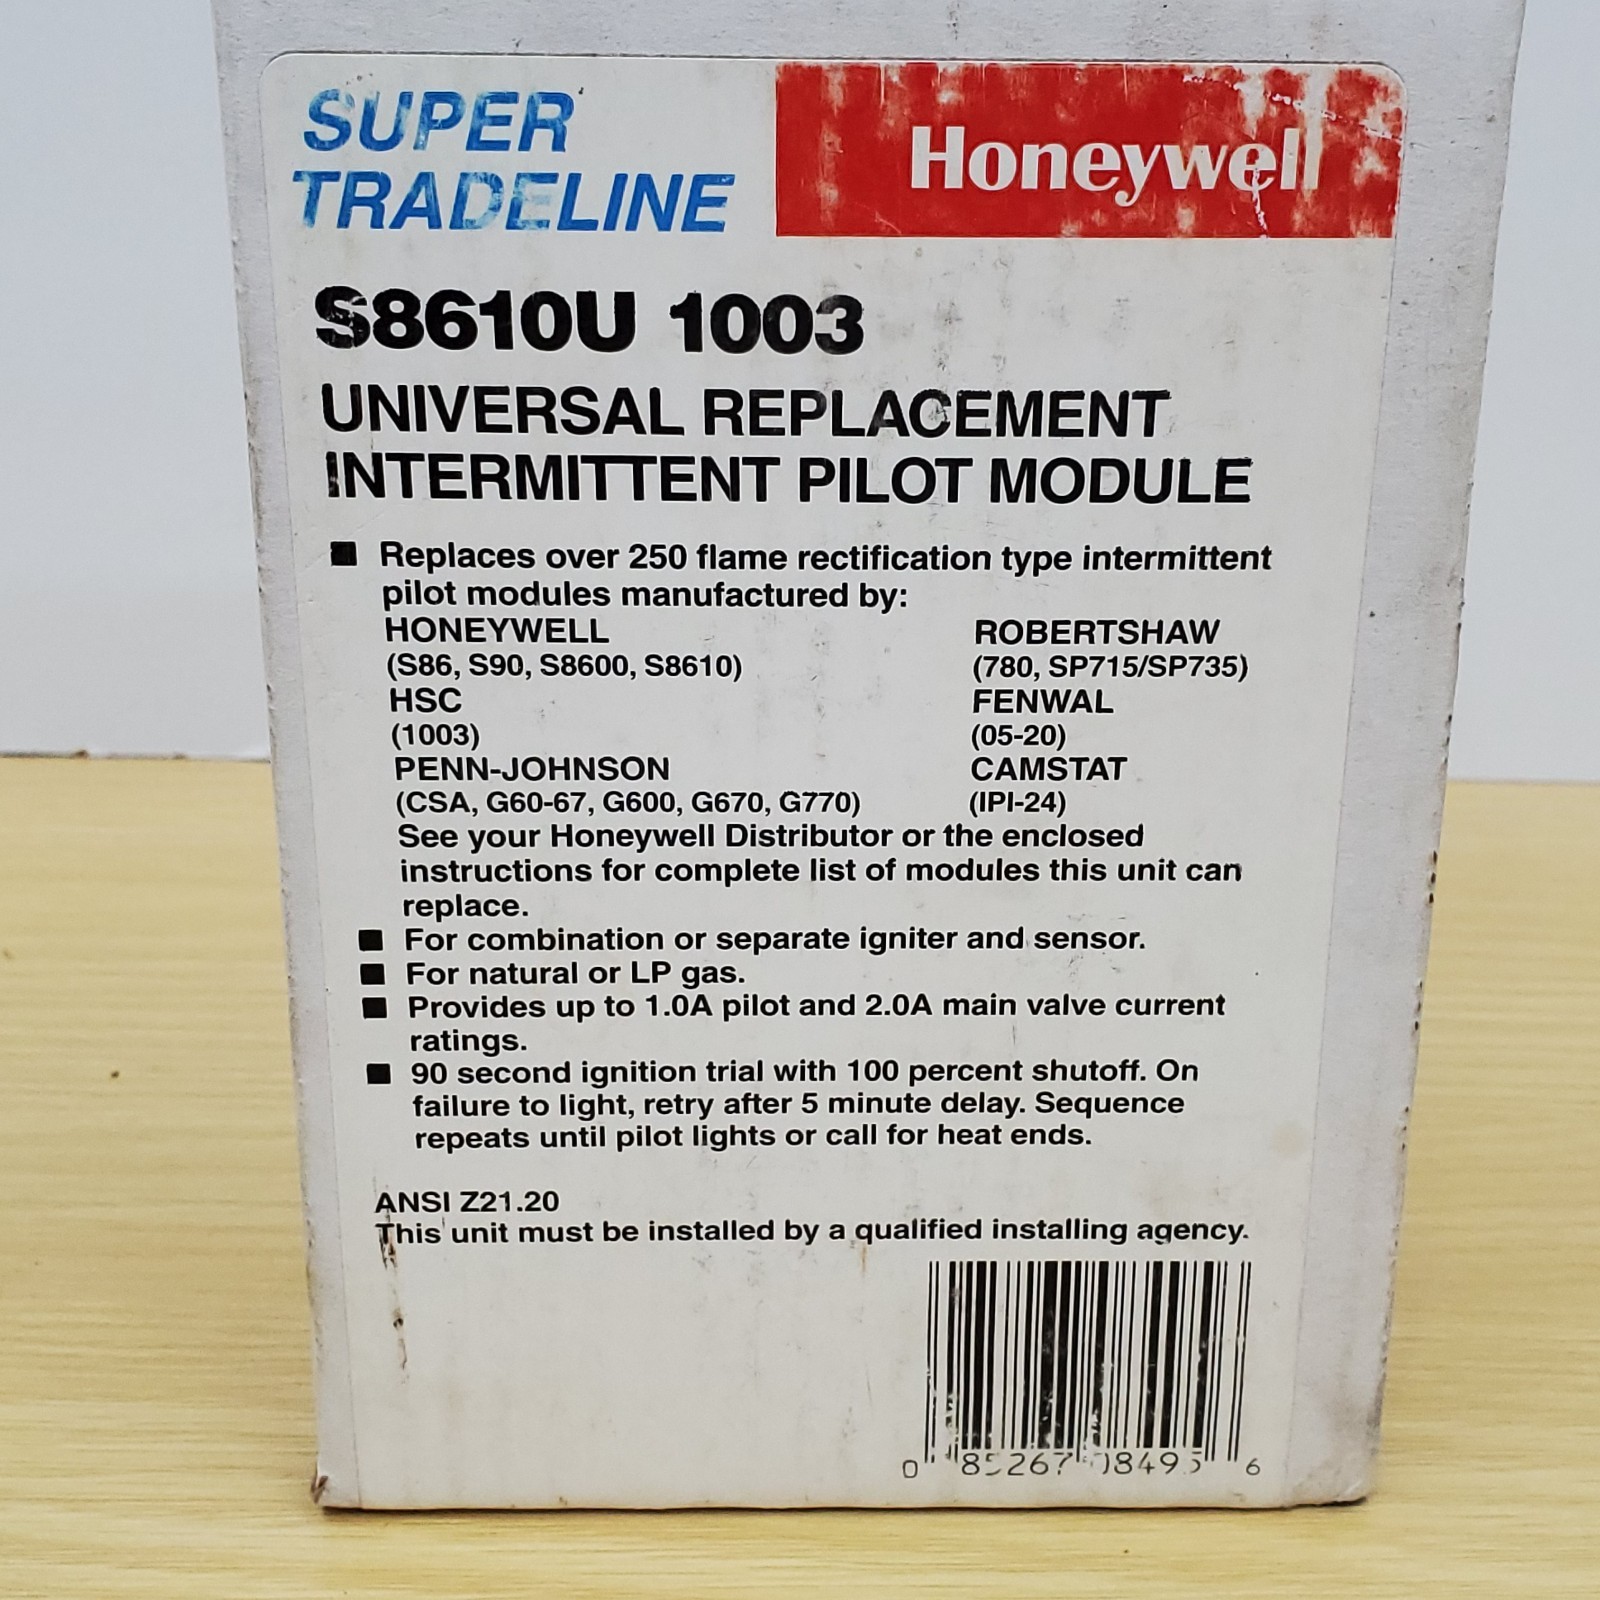 SUPER
TRADELINE
Honeywell
S8610U 1003
UNIVERSAL REPLACEMENT
INTERMITTENT PILOT MODULE
■ Replaces over 250 flame rectification type intermittent
pilot modules manufactured by:
HONEYWELL ROBERTSHAW
(S86, S90, S8600, S8610) (780, SP715/SP735)
HSC FENWAL
(1003) (05-20)
PENN-JOHNSON CAMSTAT
(CSA, G60-67, G600, G670, G770) (IPI-24)
See your Honeywell Distributor or the enclosed
instructions for complete list of modules this unit can
replace.
■ For combination or separate igniter and sensor.
■ For natural or LP gas.
■ Provides up to 1.0A pilot and 2.0A main valve current
ratings.
■ 90 second ignition trial with 100 percent shutoff. On
failure to light, retry after 5 minute delay. Sequence
repeats until pilot lights or call for heat ends.
ANSI Z21.20
This unit must be installed by a qualified installing agency.
0 85267 08495 6